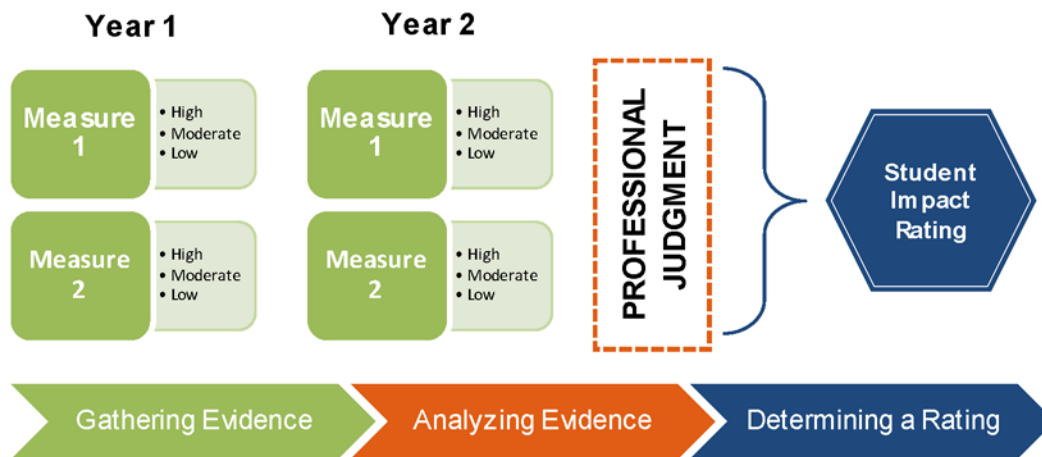 Year 1
Year 2
Measure
1
• High
• Moderate
• Low
Measure
1
• High
• Moderate
• Low
Measure
2
• High
• Moderate
• Low
Measure
2
• High
• Moderate
• Low
PROFESSIONAL
JUDGMENT
Student
Impact
Rating
Gathering Evidence
Analyzing Evidence
Determining a Rating